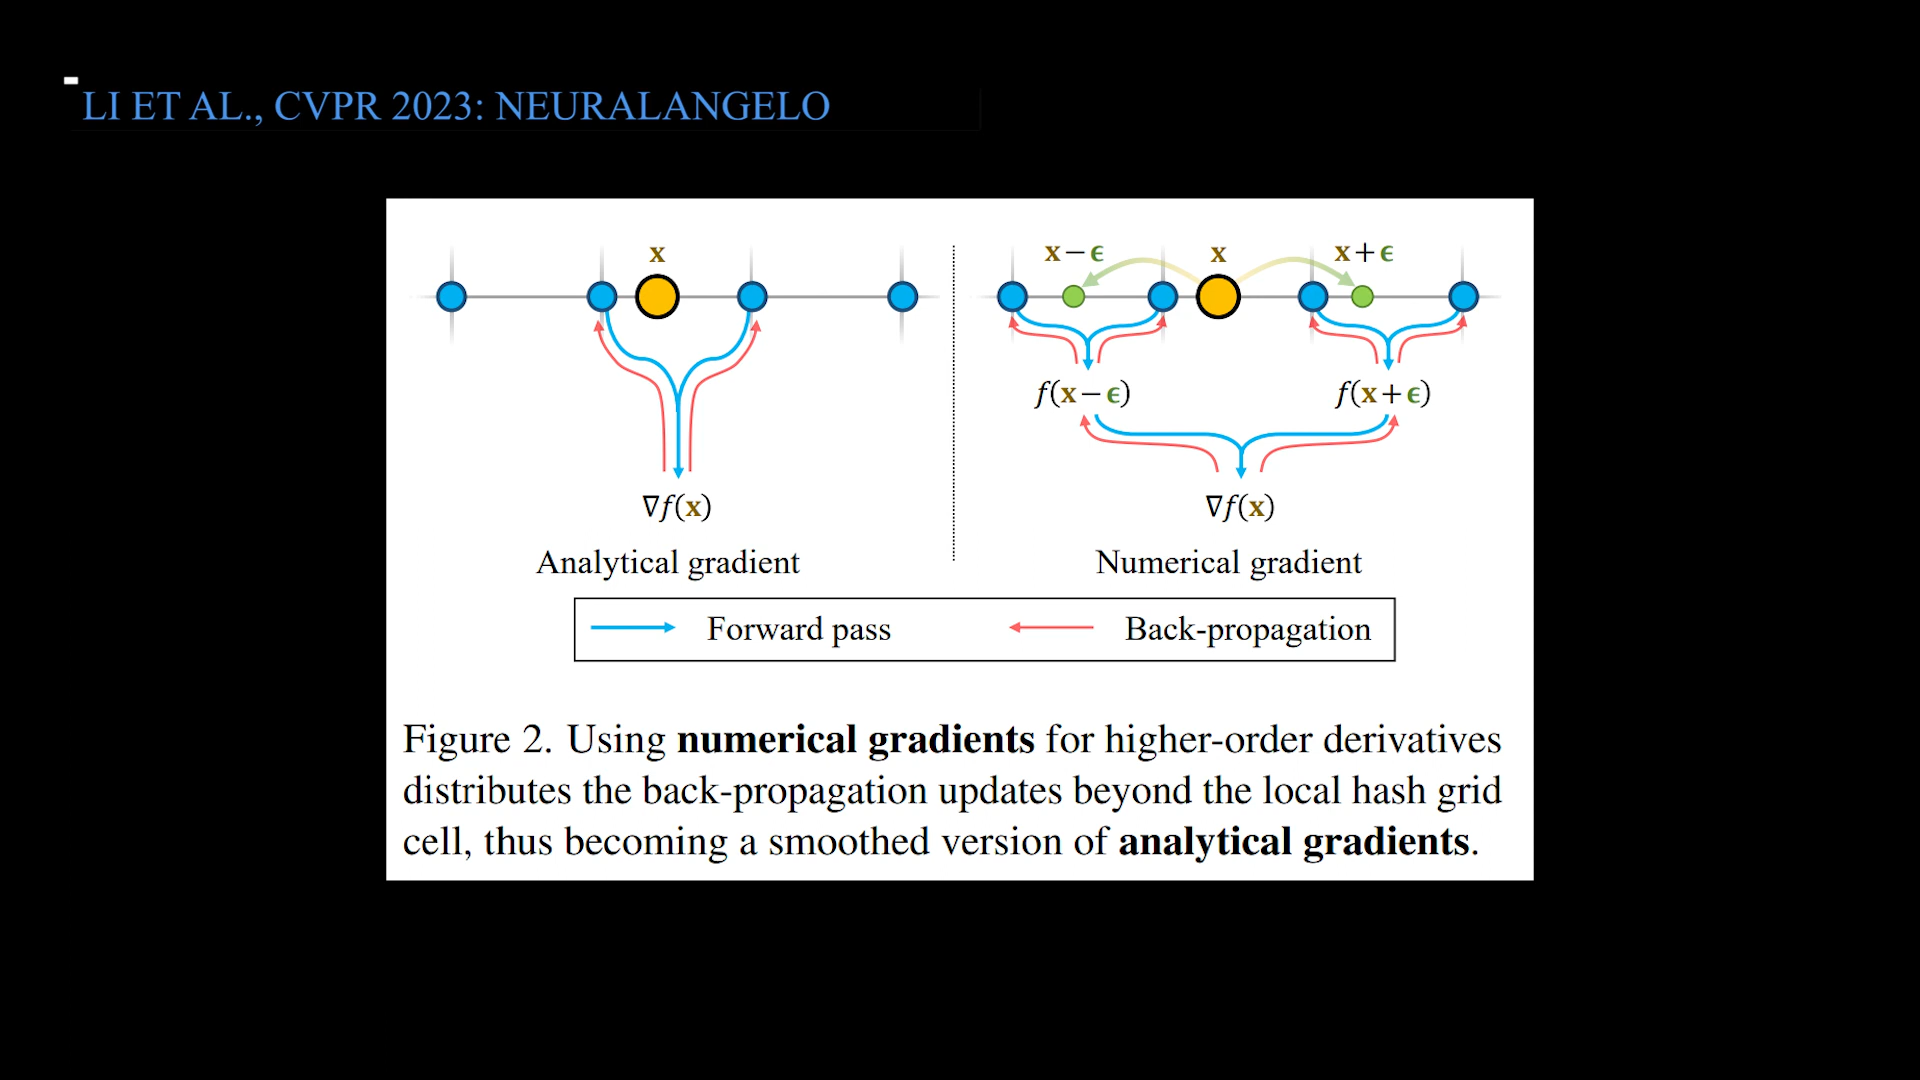 LI ET AL., CVPR 2023: NEURALANGELO
x
x−ϵ x x+ϵ
f(x−ϵ) f(x+ϵ)
∇f(x) ∇f(x)
Analytical gradient Numerical gradient
Forward pass Back-propagation
Figure 2. Using numerical gradients for higher-order derivatives
distributes the back-propagation updates beyond the local hash grid
cell, thus becoming a smoothed version of analytical gradients.